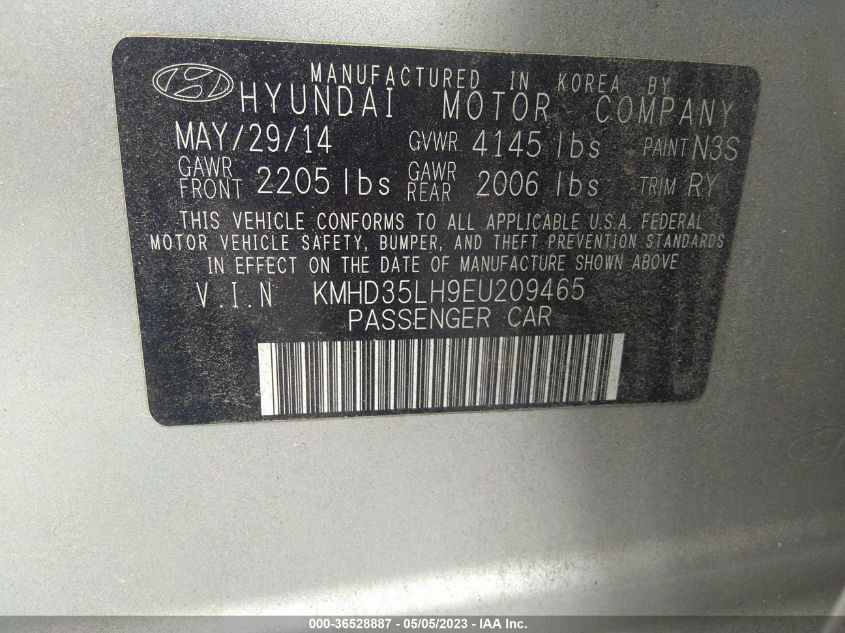 MANUFACTURED IN KOREA BY
HYUNDAI MOTOR COMPANY
MAY/29/14 GVWR 4145 lbs PAINT N3S
GAWR FRONT 2205 lbs GAWR REAR 2006 lbs TRIM RY
THIS VEHICLE CONFORMS TO ALL APPLICABLE U.S.A. FEDERAL
MOTOR VEHICLE SAFETY, BUMPER, AND THEFT PREVENTION STANDARDS
IN EFFECT ON THE DATE OF MANUFACTURE SHOWN ABOVE
V.I.N KMHD35LH9EU209465
PASSENGER CAR
000-36528887 - 05/05/2023 - IAA Inc.